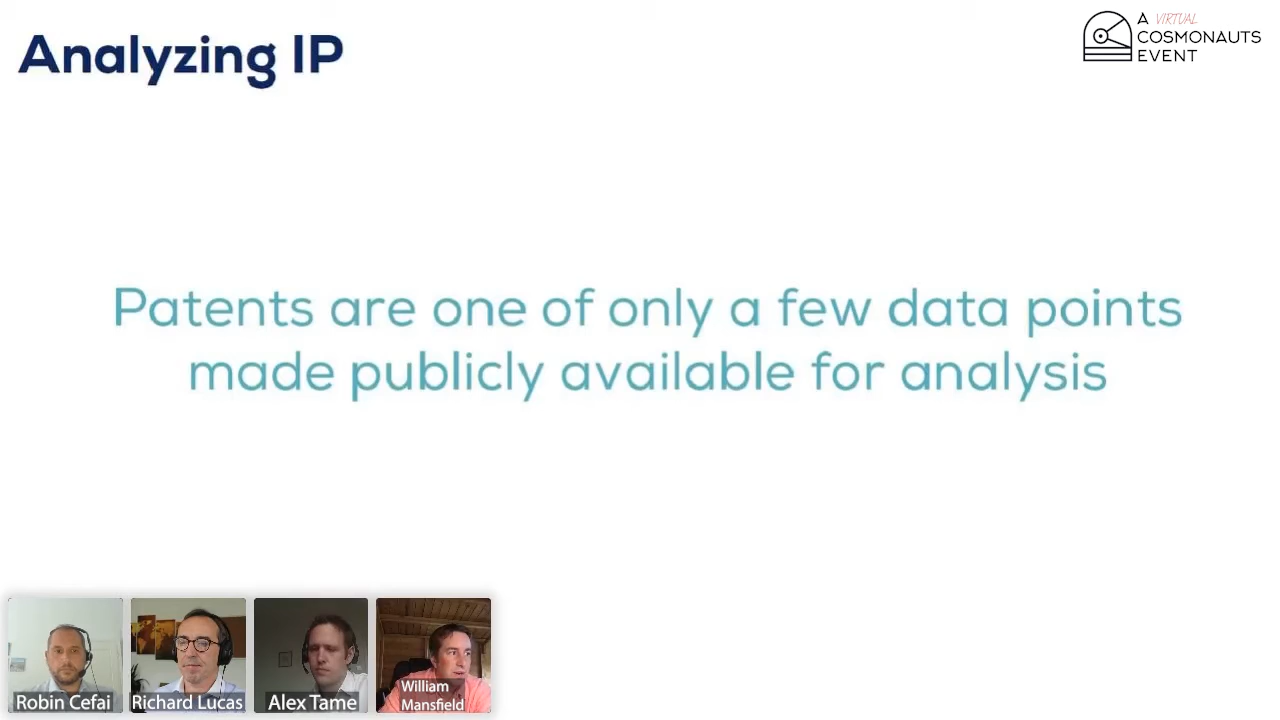 Analyzing IP
A VIRTUAL
COSMONAUTS
EVENT
Patents are one of only a few data points
made publicly available for analysis
Robin Cefai
Richard Lucas
Alex Tame
William
Mansfield